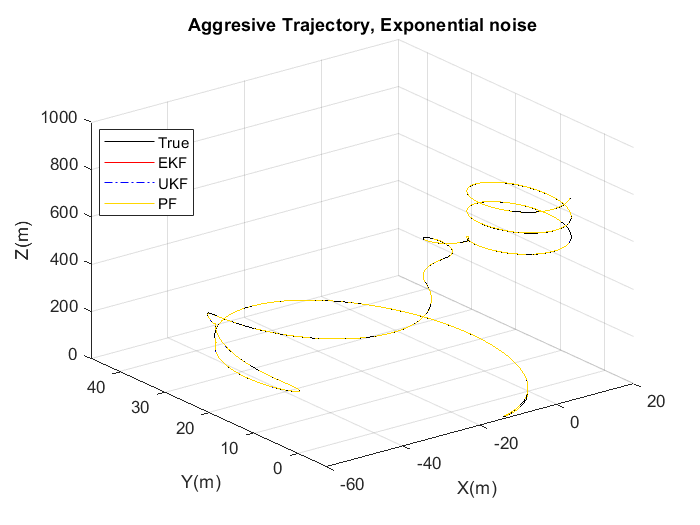 Aggresive Trajectory, Exponential noise
1000
800
600
400
200
0
Z(m)
True
EKF
UKF
PF
40
30
20
10
0
Y(m)
-60
-40
-20
0
20
X(m)